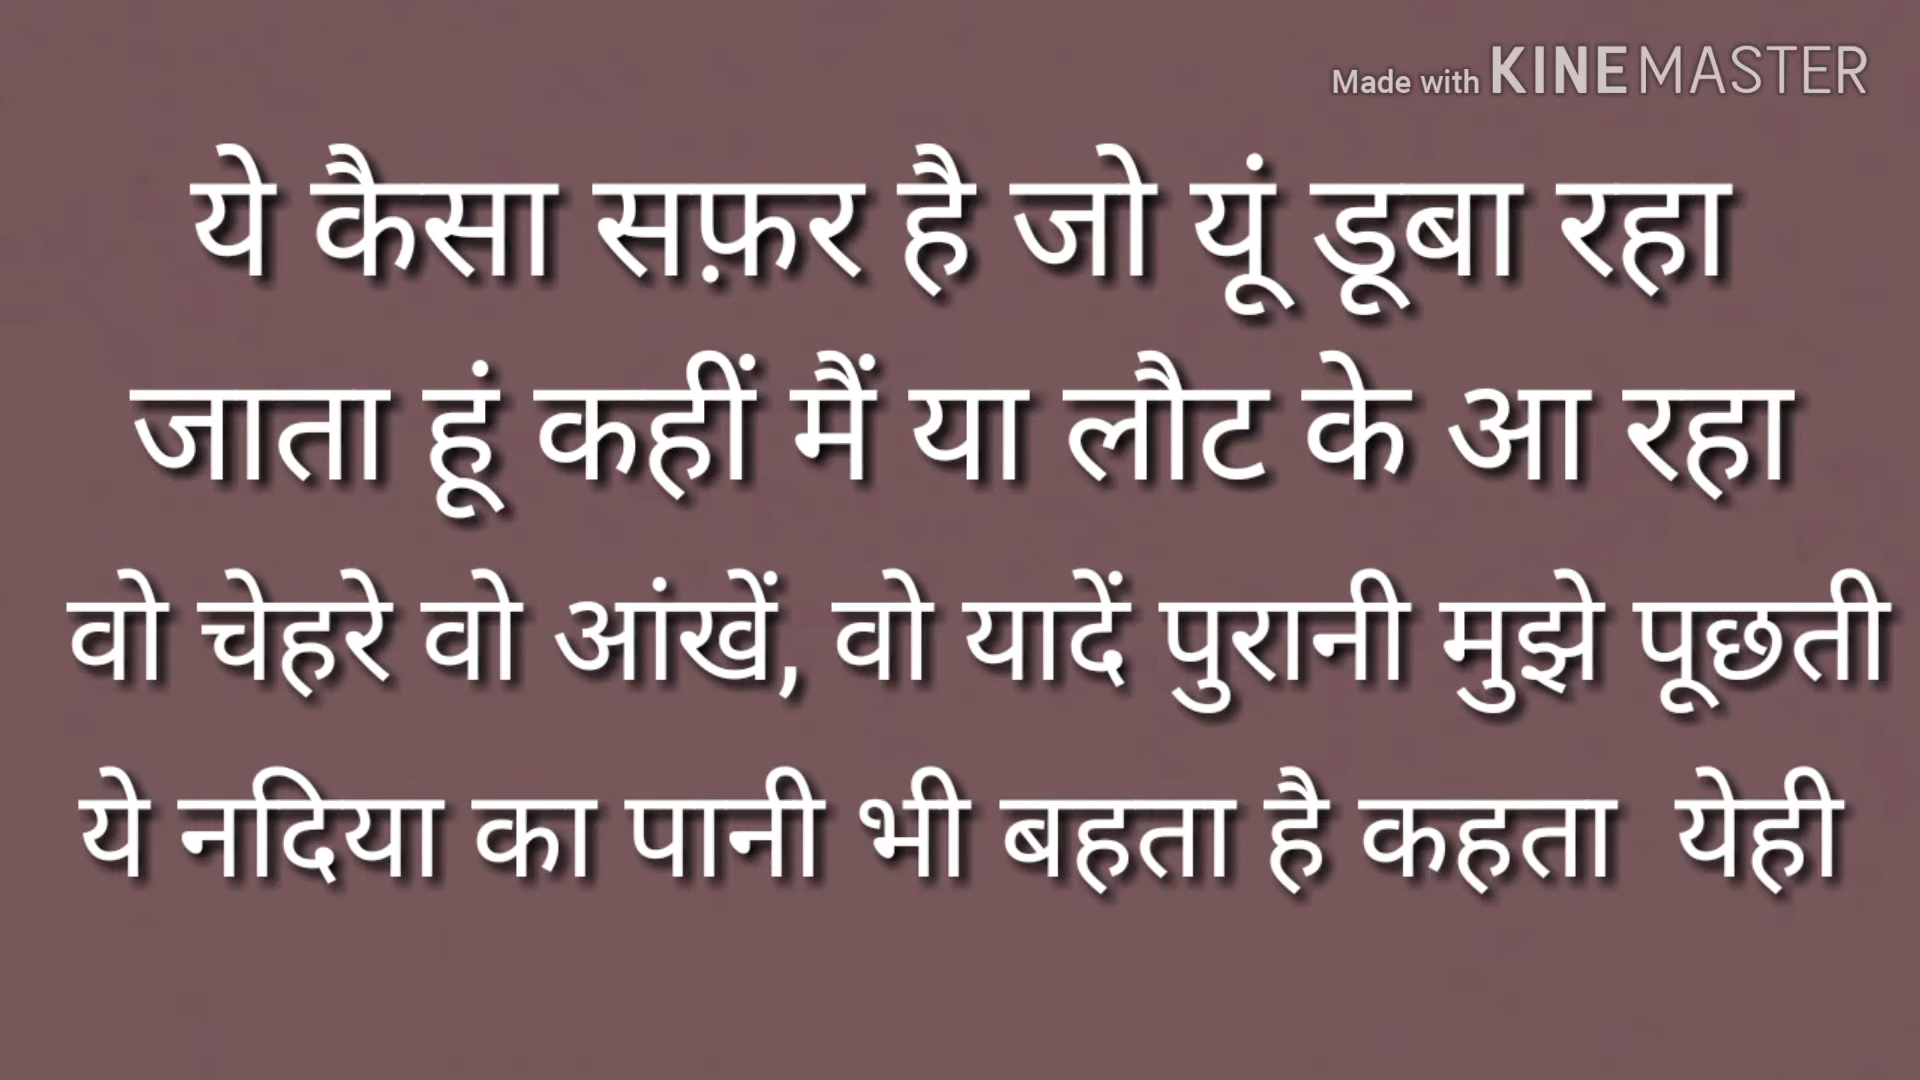 Made with KINEMASTER
ये कैसा सफ़र है जो यूं डूबा रहा
जाता हूं कहीं मैं या लौट के आ रहा
वो चेहरे वो आंखें, वो यादें पुरानी मुझे पूछती
ये नदिया का पानी भी बहता है कहता येही